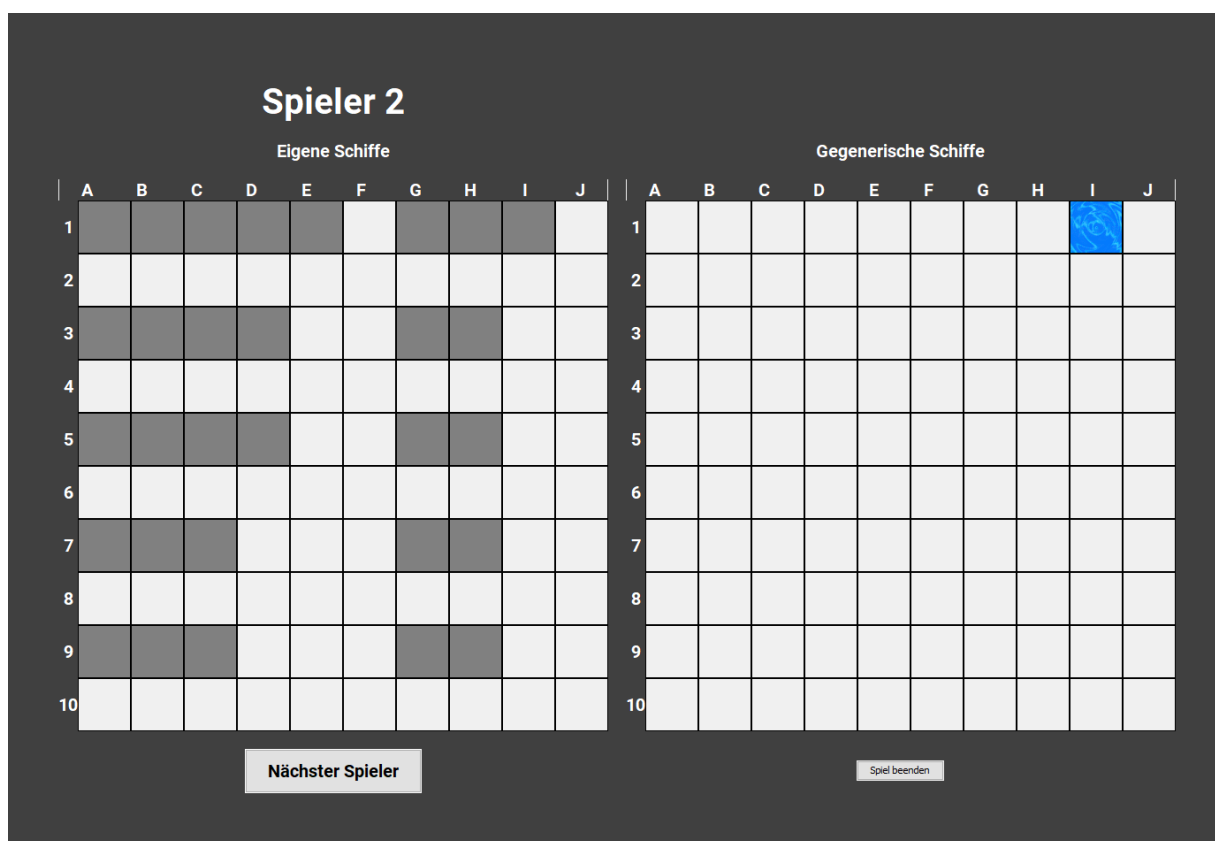 Spieler 2
Eigene Schiffe
Gegenerische Schiffe
A B C D E F G H I J
A B C D E F G H I J
1 1
2 2
3 3
4 4
5 5
6 6
7 7
8 8
9 9
10 10
Nächster Spieler
Spiel beenden